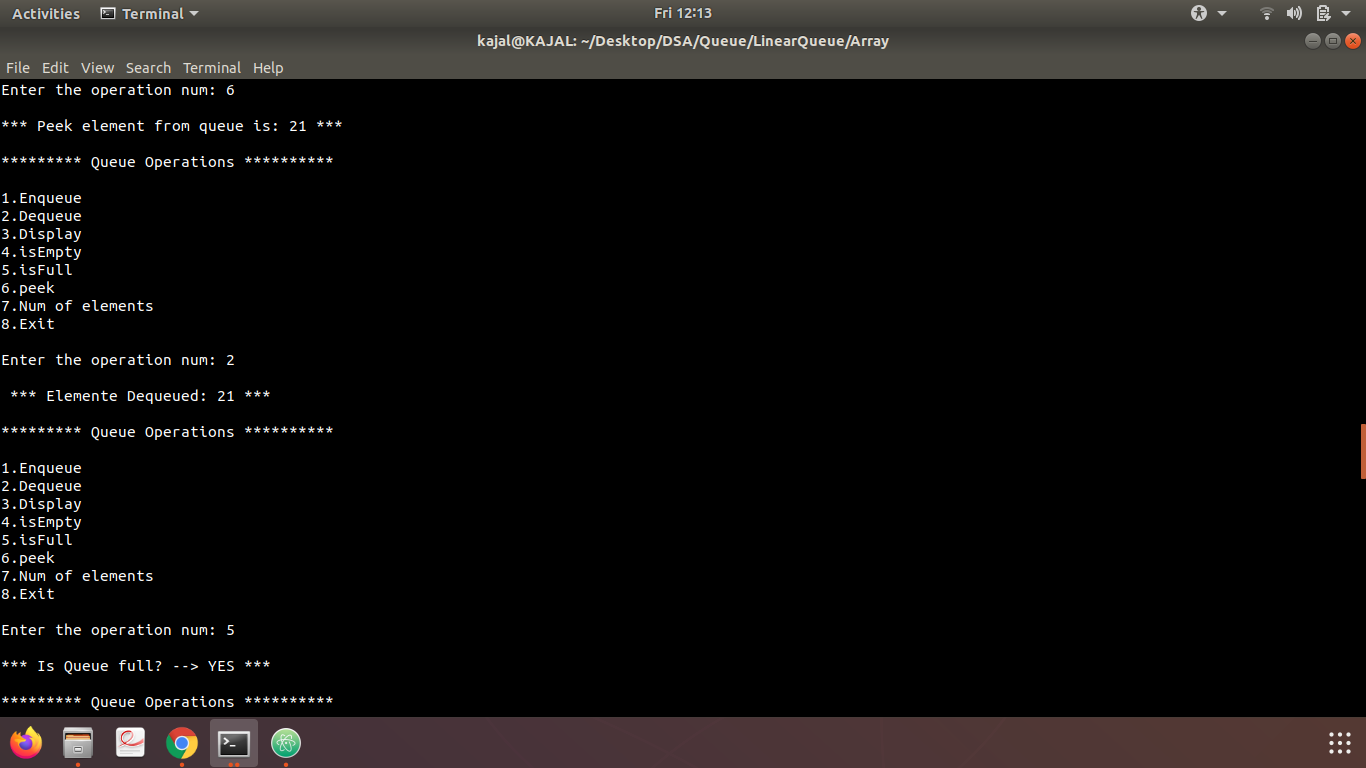 Activities Terminal Fri 12:13
kajal@KAJAL: ~/Desktop/DSA/Queue/LinearQueue/Array
File Edit View Search Terminal Help
Enter the operation num: 6
*** Peek element from queue is: 21 ***
********* Queue Operations **********
1.Enqueue
2.Dequeue
3.Display
4.isEmpty
5.isFull
6.peek
7.Num of elements
8.Exit
Enter the operation num: 2
*** Elemente Dequeued: 21 ***
********* Queue Operations **********
1.Enqueue
2.Dequeue
3.Display
4.isEmpty
5.isFull
6.peek
7.Num of elements
8.Exit
Enter the operation num: 5
*** Is Queue full? --> YES ***
********* Queue Operations **********